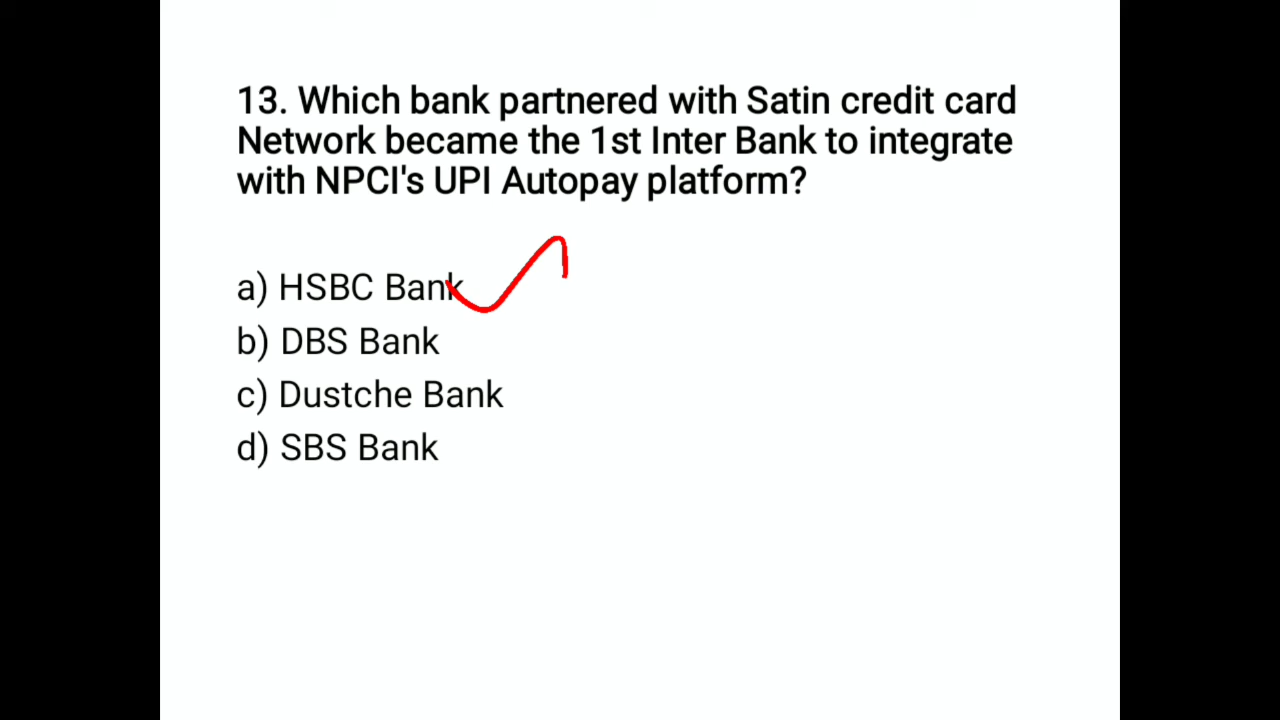 13. Which bank partnered with Satin credit card
Network became the 1st Inter Bank to integrate
with NPCI's UPI Autopay platform?
a) HSBC Bank
b) DBS Bank
c) Dustche Bank
d) SBS Bank